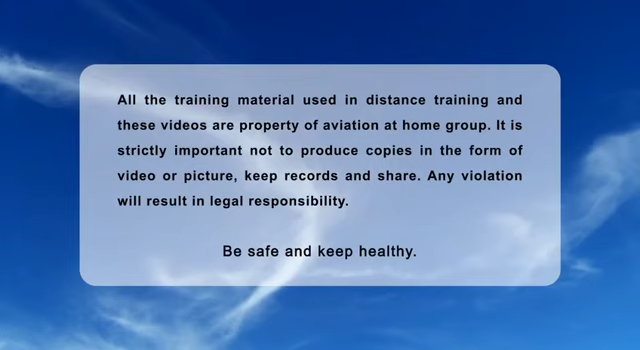 All the training material used in distance training and
these videos are property of aviation at home group. It is
strictly important not to produce copies in the form of
video or picture, keep records and share. Any violation
will result in legal responsibility.
Be safe and keep healthy.